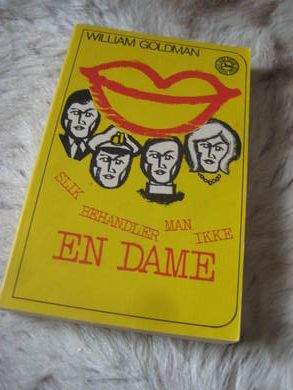 WILLIAM GOLDMAN
SLIK
BEHANDLER MAN
IKKE
EN DAME